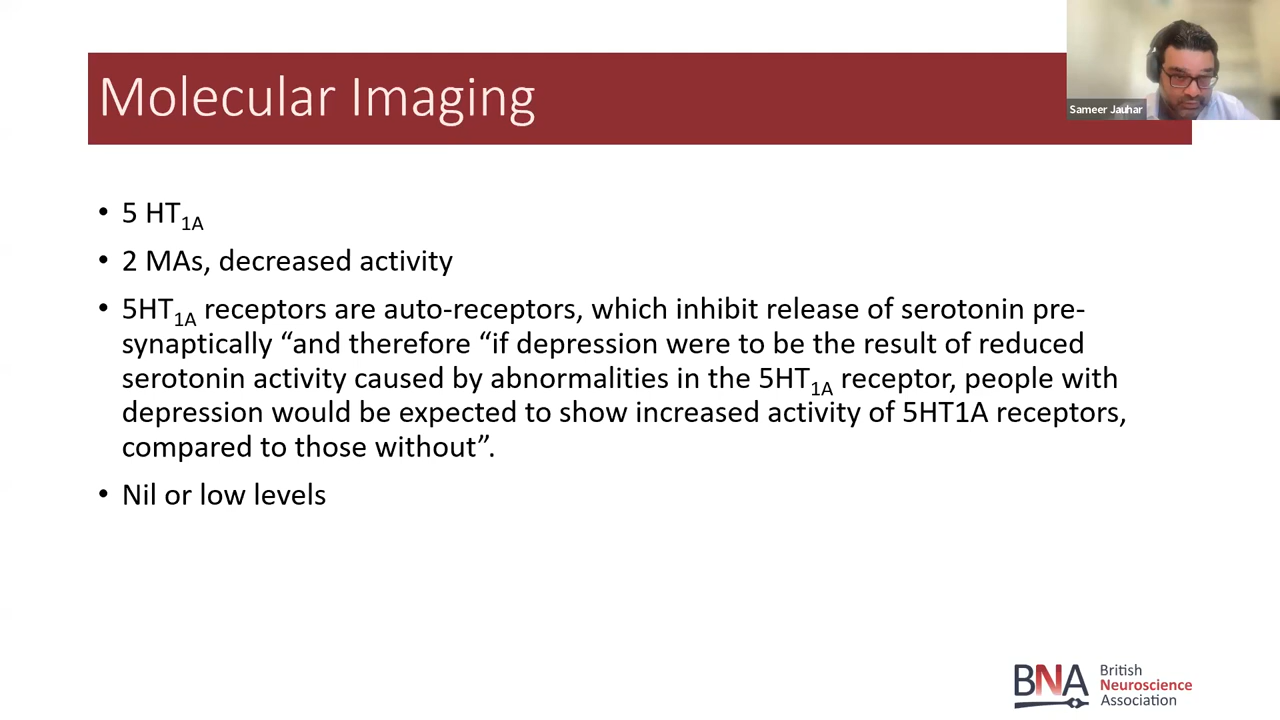 Molecular Imaging
Sameer Jauhar
• 5 HT1A
• 2 MAs, decreased activity
• 5HT1A receptors are auto-receptors, which inhibit release of serotonin pre-
synaptically “and therefore “if depression were to be the result of reduced
serotonin activity caused by abnormalities in the 5HT1A receptor, people with
depression would be expected to show increased activity of 5HT1A receptors,
compared to those without”.
• Nil or low levels
BNA
British
Neuroscience
Association